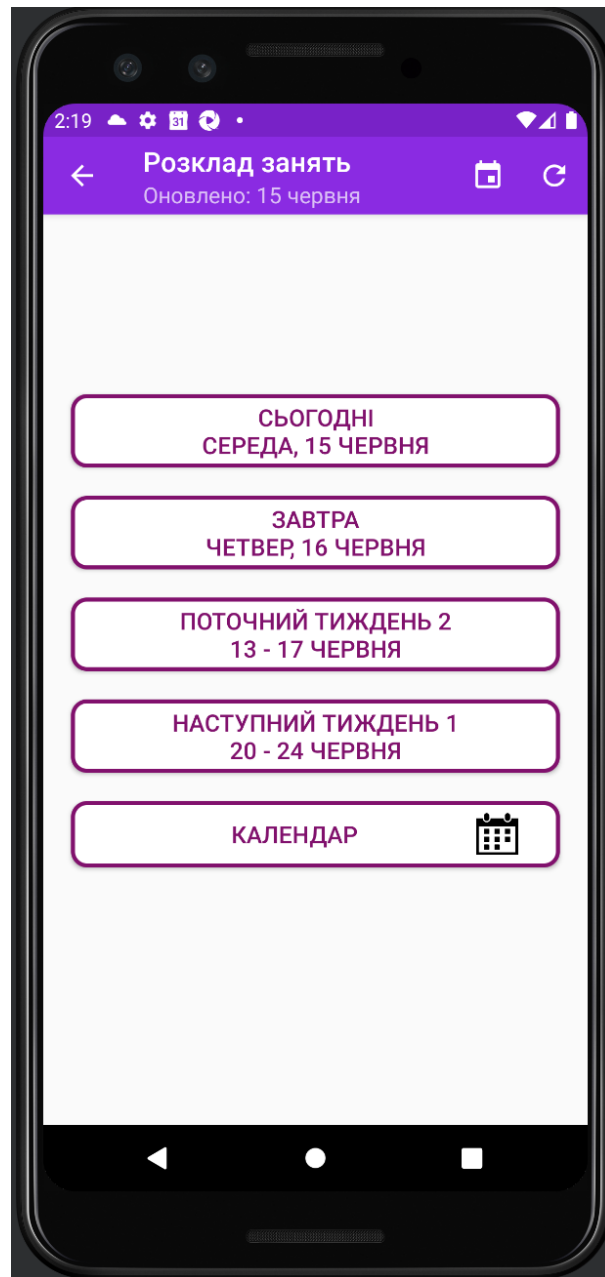 2:19
31
Розклад занять
Оновлено: 15 червня
СЬОГОДНІ
СЕРЕДА, 15 ЧЕРВНЯ
ЗАВТРА
ЧЕТВЕР, 16 ЧЕРВНЯ
ПОТОЧНИЙ ТИЖДЕНЬ 2
13 - 17 ЧЕРВНЯ
НАСТУПНИЙ ТИЖДЕНЬ 1
20 - 24 ЧЕРВНЯ
КАЛЕНДАР